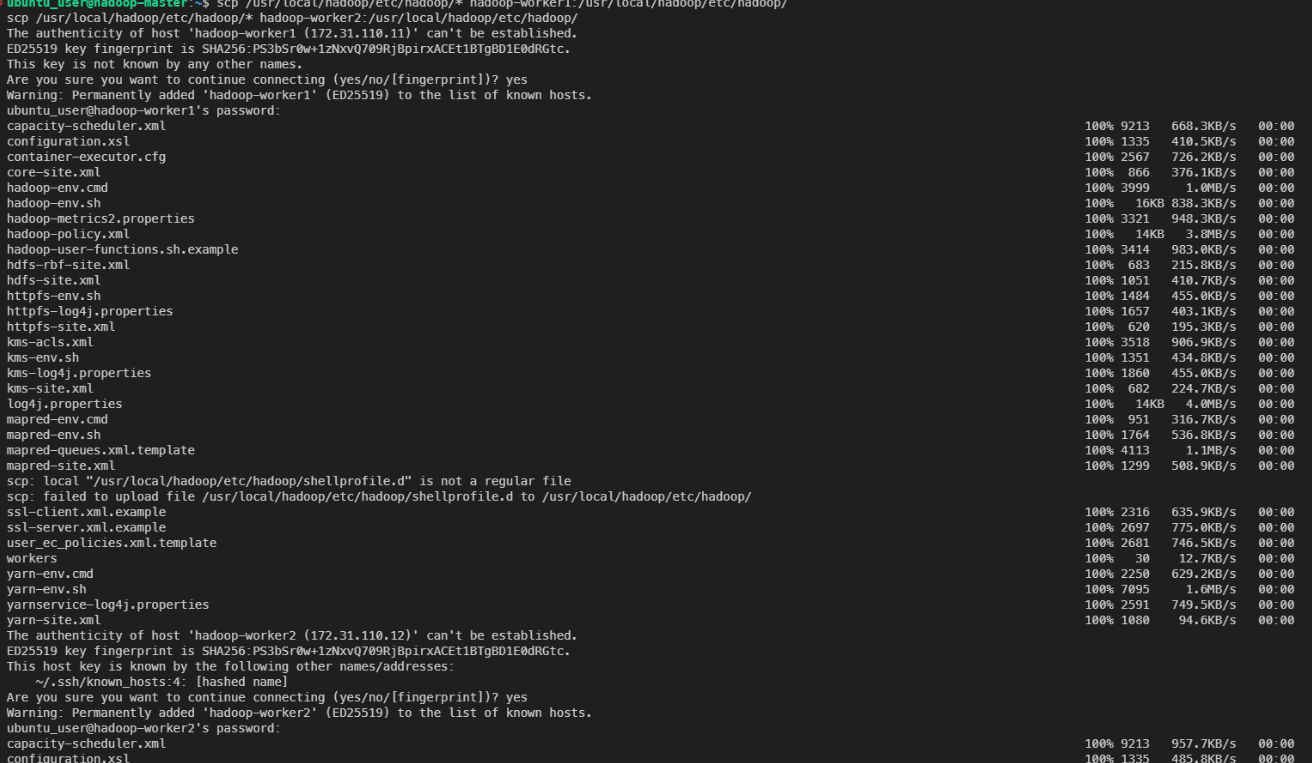 ubuntu_user@hadoop-master:~$ scp /usr/local/hadoop/etc/hadoop/* hadoop-worker1:/usr/local/hadoop/etc/hadoop/
scp /usr/local/hadoop/etc/hadoop/* hadoop-worker2:/usr/local/hadoop/etc/hadoop/
The authenticity of host 'hadoop-worker1 (172.31.110.11)' can't be established.
ED25519 key fingerprint is SHA256:PS3bSr0w+1zNxvQ709RjBpirxACEt1BTgBD1E0dRGtc.
This key is not known by any other names.
Are you sure you want to continue connecting (yes/no/[fingerprint])? yes
Warning: Permanently added 'hadoop-worker1' (ED25519) to the list of known hosts.
ubuntu_user@hadoop-worker1's password:
capacity-scheduler.xml 100% 9213 668.3KB/s 00:00
configuration.xsl 100% 1335 410.5KB/s 00:00
container-executor.cfg 100% 2567 726.2KB/s 00:00
core-site.xml 100% 866 376.1KB/s 00:00
hadoop-env.cmd 100% 3999 1.0MB/s 00:00
hadoop-env.sh 100% 16KB 838.3KB/s 00:00
hadoop-metrics2.properties 100% 3321 948.3KB/s 00:00
hadoop-policy.xml 100% 14KB 3.8MB/s 00:00
hadoop-user-functions.sh.example 100% 3414 983.0KB/s 00:00
hdfs-rbf-site.xml 100% 683 215.8KB/s 00:00
hdfs-site.xml 100% 1051 410.7KB/s 00:00
httpfs-env.sh 100% 1484 455.0KB/s 00:00
httpfs-log4j.properties 100% 1657 403.1KB/s 00:00
httpfs-site.xml 100% 620 195.3KB/s 00:00
kms-acls.xml 100% 3518 906.9KB/s 00:00
kms-env.sh 100% 1351 434.8KB/s 00:00
kms-log4j.properties 100% 1860 455.0KB/s 00:00
kms-site.xml 100% 682 224.7KB/s 00:00
log4j.properties 100% 14KB 4.0MB/s 00:00
mapred-env.cmd 100% 951 316.7KB/s 00:00
mapred-env.sh 100% 1764 536.8KB/s 00:00
mapred-queues.xml.template 100% 4113 1.1MB/s 00:00
mapred-site.xml 100% 1299 508.9KB/s 00:00
scp: local "/usr/local/hadoop/etc/hadoop/shellprofile.d" is not a regular file
scp: failed to upload file /usr/local/hadoop/etc/hadoop/shellprofile.d to /usr/local/hadoop/etc/hadoop/
ssl-client.xml.example 100% 2316 635.9KB/s 00:00
ssl-server.xml.example 100% 2697 775.0KB/s 00:00
user_ec_policies.xml.template 100% 2681 746.5KB/s 00:00
workers 100% 30 12.7KB/s 00:00
yarn-env.cmd 100% 2250 629.2KB/s 00:00
yarn-env.sh 100% 7095 1.6MB/s 00:00
yarnservice-log4j.properties 100% 2591 749.5KB/s 00:00
yarn-site.xml 100% 1080 94.6KB/s 00:00
The authenticity of host 'hadoop-worker2 (172.31.110.12)' can't be established.
ED25519 key fingerprint is SHA256:PS3bSr0w+1zNxvQ709RjBpirxACEt1BTgBD1E0dRGtc.
This host key is known by the following other names/addresses:
~/.ssh/known_hosts:4: [hashed name]
Are you sure you want to continue connecting (yes/no/[fingerprint])? yes
Warning: Permanently added 'hadoop-worker2' (ED25519) to the list of known hosts.
ubuntu_user@hadoop-worker2's password:
capacity-scheduler.xml 100% 9213 957.7KB/s 00:00
configuration.xsl 100% 1335 485.8KB/s 00:00